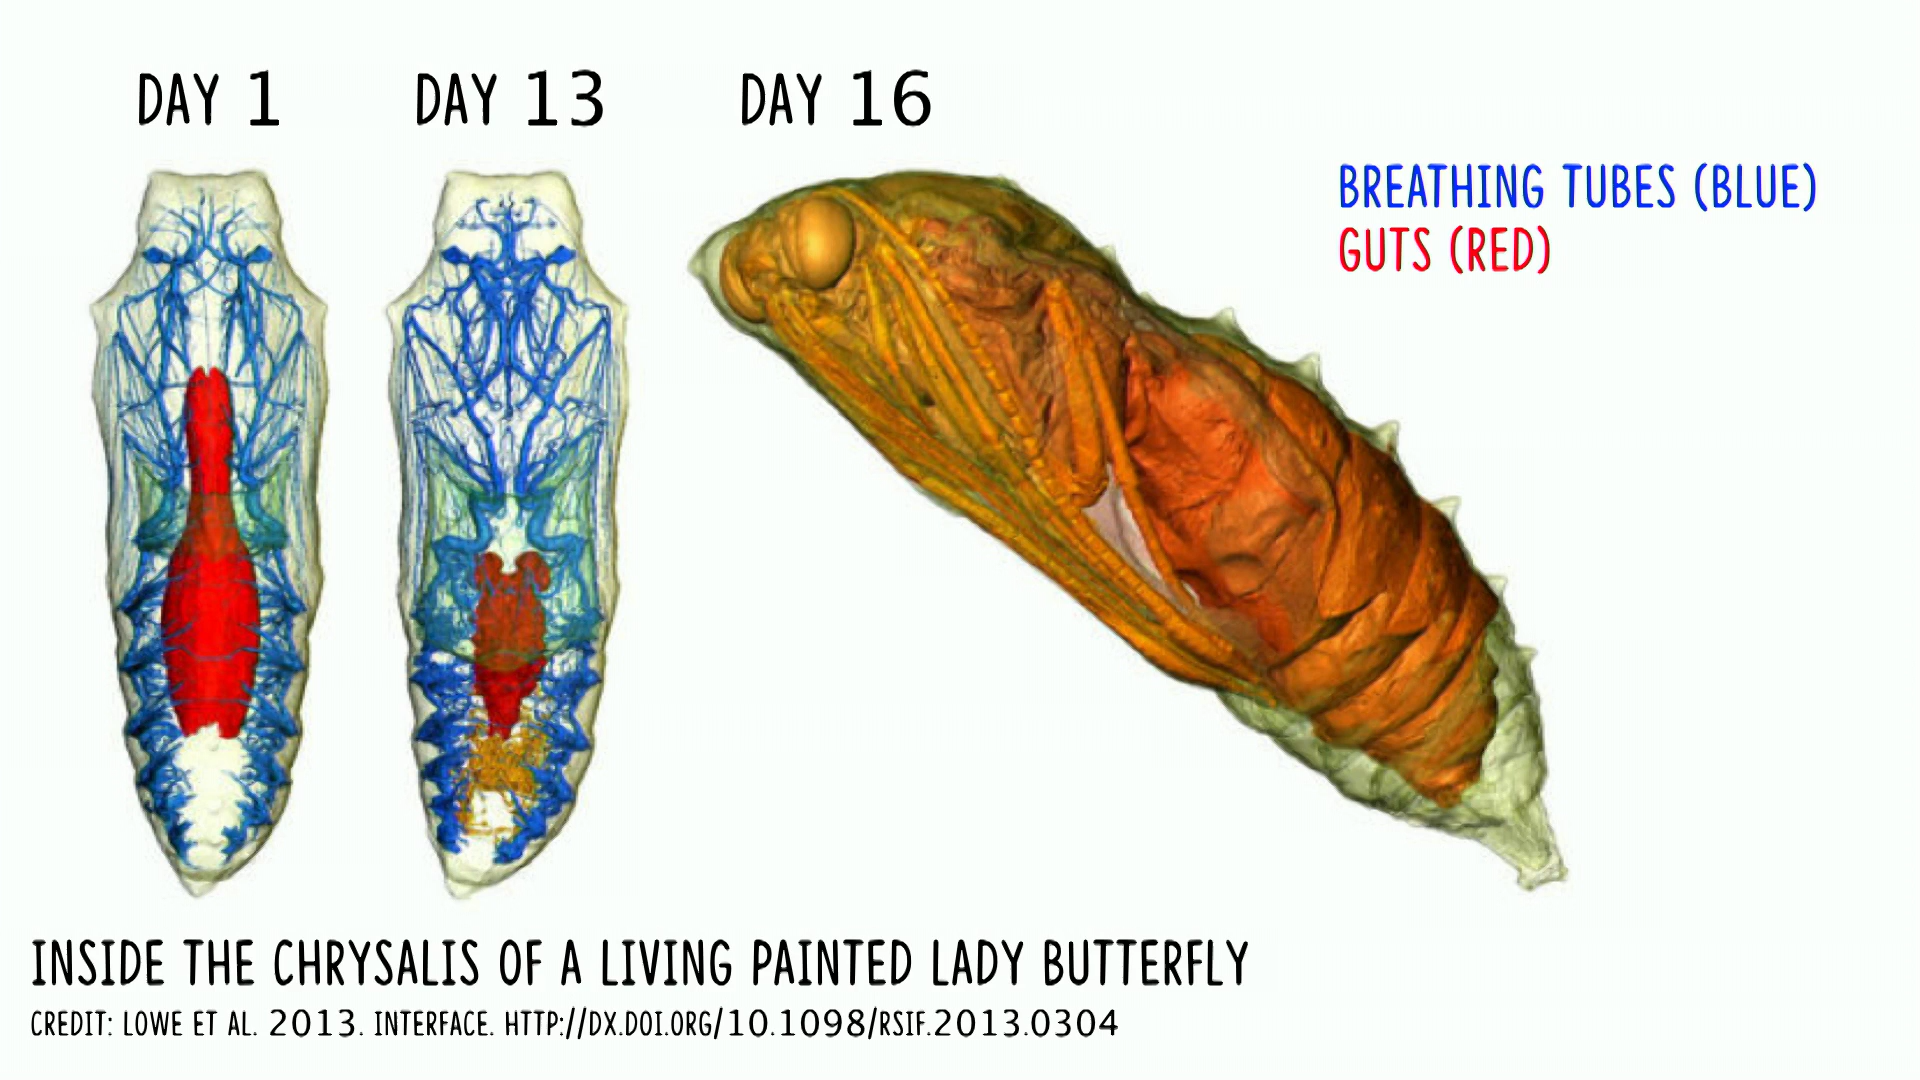 DAY 1
DAY 13
DAY 16
BREATHING TUBES (BLUE)
GUTS (RED)
INSIDE THE CHRYSALIS OF A LIVING PAINTED LADY BUTTERFLY
CREDIT: LOWE ET AL. 2013. INTERFACE. HTTP://DX.DOI.ORG/10.1098/RSIF.2013.0304